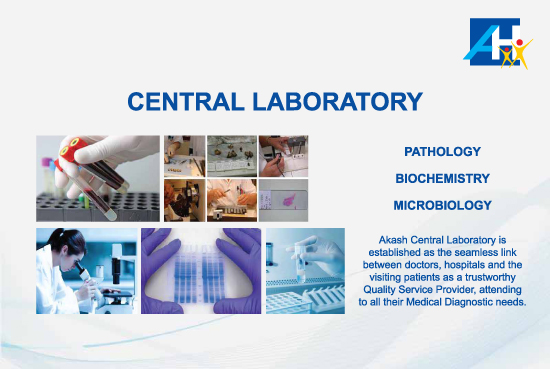 AH
CENTRAL LABORATORY
PATHOLOGY
BIOCHEMISTRY
MICROBIOLOGY
Akash Central Laboratory is
established as the seamless link
between doctors, hospitals and the
visiting patients as a trustworthy
Quality Service Provider, attending
to all their Medical Diagnostic needs.